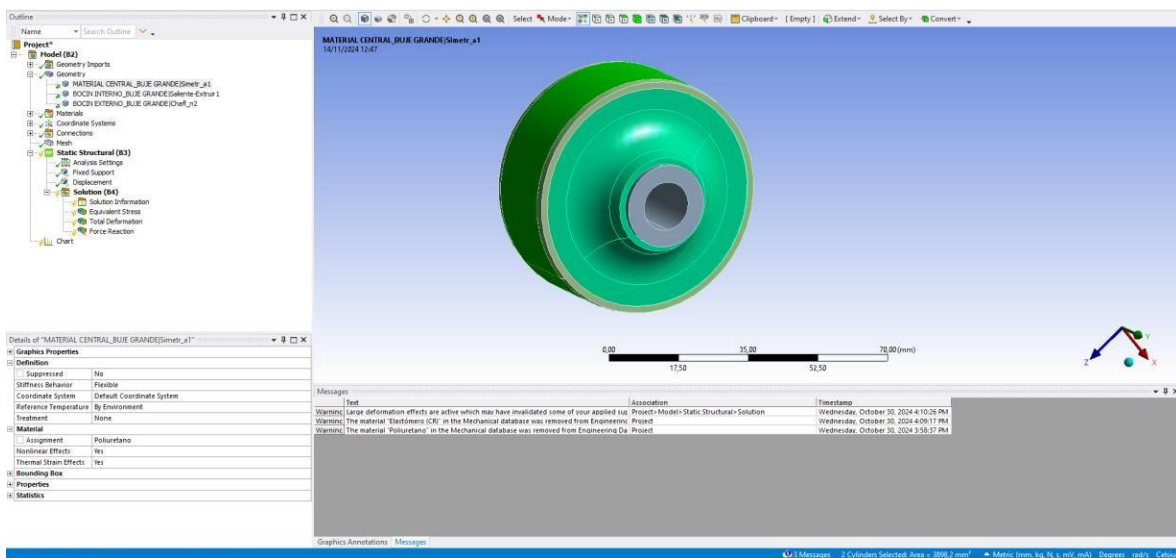 Outline
Name Search Outline
Project*
Model (B2)
Geometry Imports
Geometry
MATERIAL CENTRAL_BUJE GRANDE|Simetr_a1
BOCIN INTERNO_BUJE GRANDE|Saliente-Extruir1
BOCIN EXTERNO_BUJE GRANDE|Chafl_n2
Materials
Coordinate Systems
Connections
Mesh
Static Structural (B3)
Analysis Settings
Fixed Support
Displacement
Solution (B4)
Solution Information
Equivalent Stress
Total Deformation
Force Reaction
Chart
Select Mode Clipboard [ Empty ] Extend Select By Convert
MATERIAL CENTRAL_BUJE GRANDE|Simetr_a1
14/11/2024 12:47
0,00 35,00 70,00 (mm)
17,50 52,50
Z Y X
Details of "MATERIAL CENTRAL_BUJE GRANDE|Simetr_a1"
Graphics Properties
Definition
Suppressed No
Stiffness Behavior Flexible
Coordinate System Default Coordinate System
Reference Temperature By Environment
Treatment None
Material
Assignment Poliuretano
Nonlinear Effects Yes
Thermal Strain Effects Yes
Bounding Box
Properties
Statistics
Messages
Text Association Timestamp
Warning Large deformation effects are active which may have invalidated some of your applied sup Project>Model>Static Structural>Solution Wednesday, October 30, 2024 4:10:26 PM
Warning The material "Elastómero (CR)" in the Mechanical database was removed from Engineerin Project Wednesday, October 30, 2024 4:09:17 PM
Warning The material "Poliuretano" in the Mechanical database was removed from Engineering Da Project Wednesday, October 30, 2024 3:58:37 PM
Graphics Annotations Messages
3 Messages 2 Cylinders Selected: Area = 3898,2 mm² Metric (mm, kg, N, s, mV, mA) Degrees rad/s Celsiu